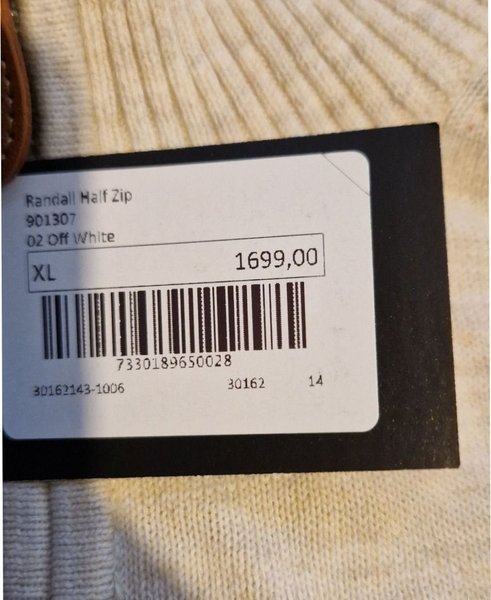 Randall Half Zip
901307
02 Off White
XL 1699,00
7330189650028
30162143-1006 30162 14